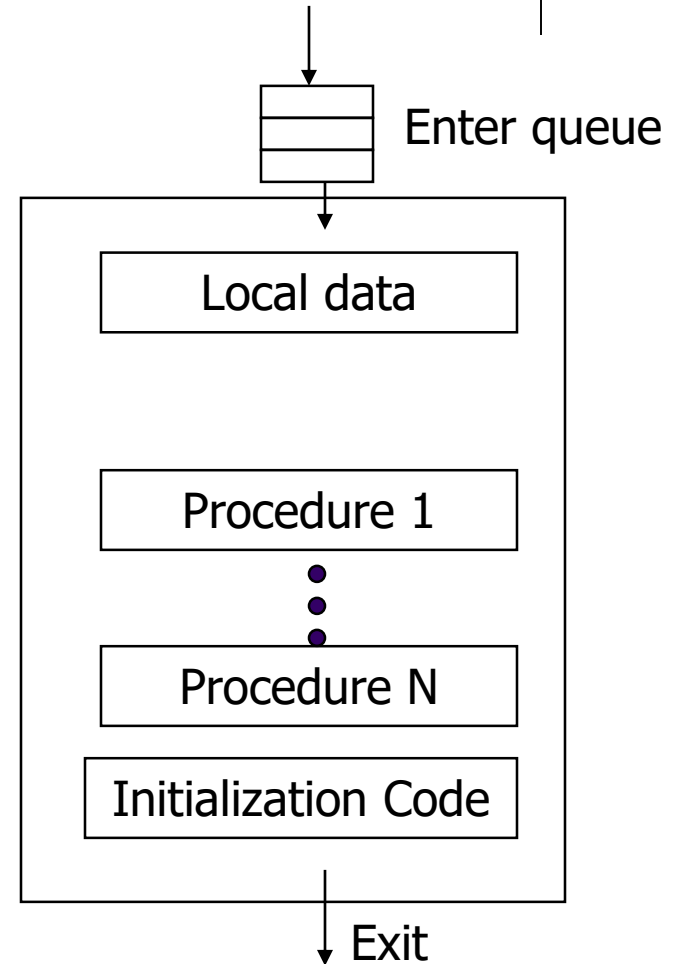 Enter queue
Local data
Procedure 1
Procedure N
Initialization Code
Exit